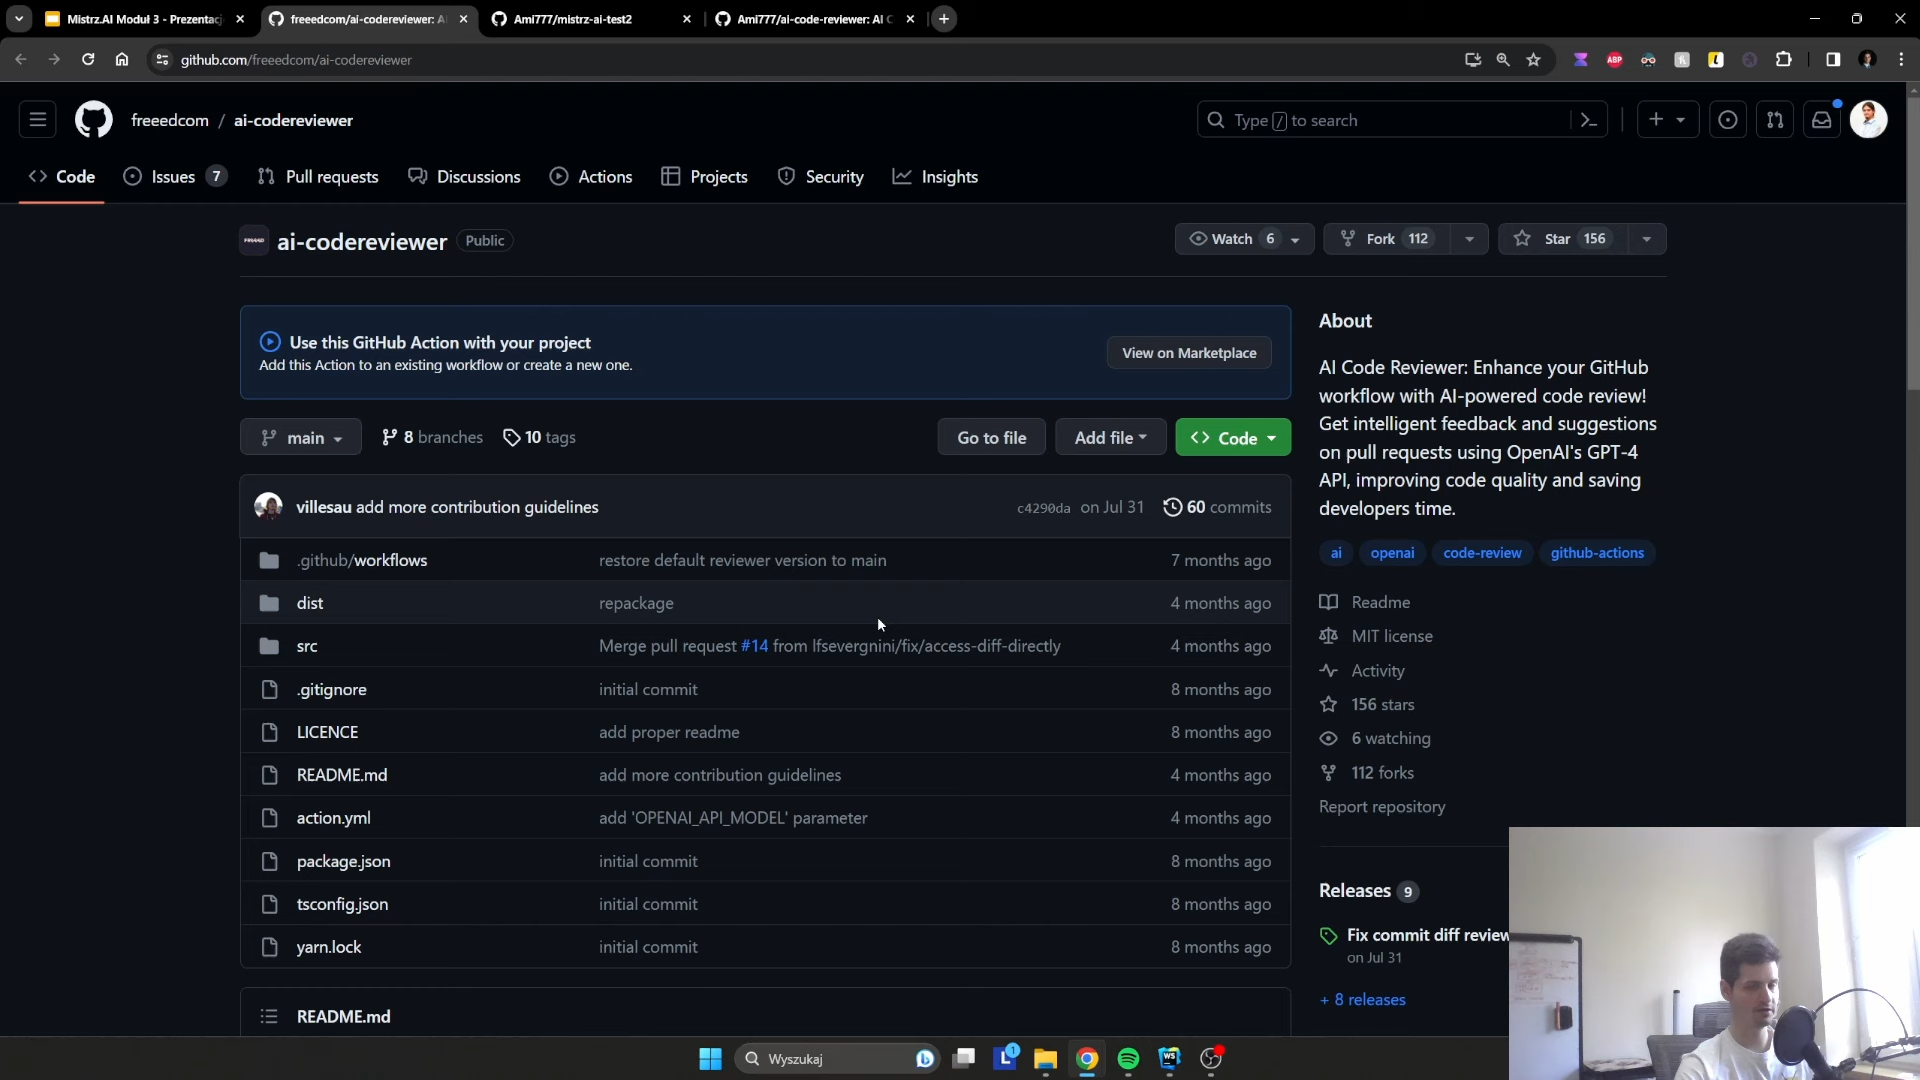 Mistrz.AI Moduł 3 - Prezentacj
freeedcom/ai-codereviewer: A
Ami777/mistrz-ai-test2
Ami777/ai-code-reviewer: AI C
github.com/freeedcom/ai-codereviewer
ABP
freeedcom / ai-codereviewer
Type / to search
Code
Issues 7
Pull requests
Discussions
Actions
Projects
Security
Insights
ai-codereviewer Public
Watch 6
Fork 112
Star 156
Use this GitHub Action with your project
Add this Action to an existing workflow or create a new one.
View on Marketplace
main
8 branches
10 tags
Go to file
Add file
Code
villesau add more contribution guidelines c4290da on Jul 31 60 commits
.github/workflows restore default reviewer version to main 7 months ago
dist repackage 4 months ago
src Merge pull request #14 from lfsevergnini/fix/access-diff-directly 4 months ago
.gitignore initial commit 8 months ago
LICENCE add proper readme 8 months ago
README.md add more contribution guidelines 4 months ago
action.yml add 'OPENAI_API_MODEL' parameter 4 months ago
package.json initial commit 8 months ago
tsconfig.json initial commit 8 months ago
yarn.lock initial commit 8 months ago
README.md
About
AI Code Reviewer: Enhance your GitHub
workflow with AI-powered code review!
Get intelligent feedback and suggestions
on pull requests using OpenAI's GPT-4
API, improving code quality and saving
developers time.
ai openai code-review github-actions
Readme
MIT license
Activity
156 stars
6 watching
112 forks
Report repository
Releases 9
Fix commit diff review
on Jul 31
+ 8 releases
Wyszukaj
L 1
WS